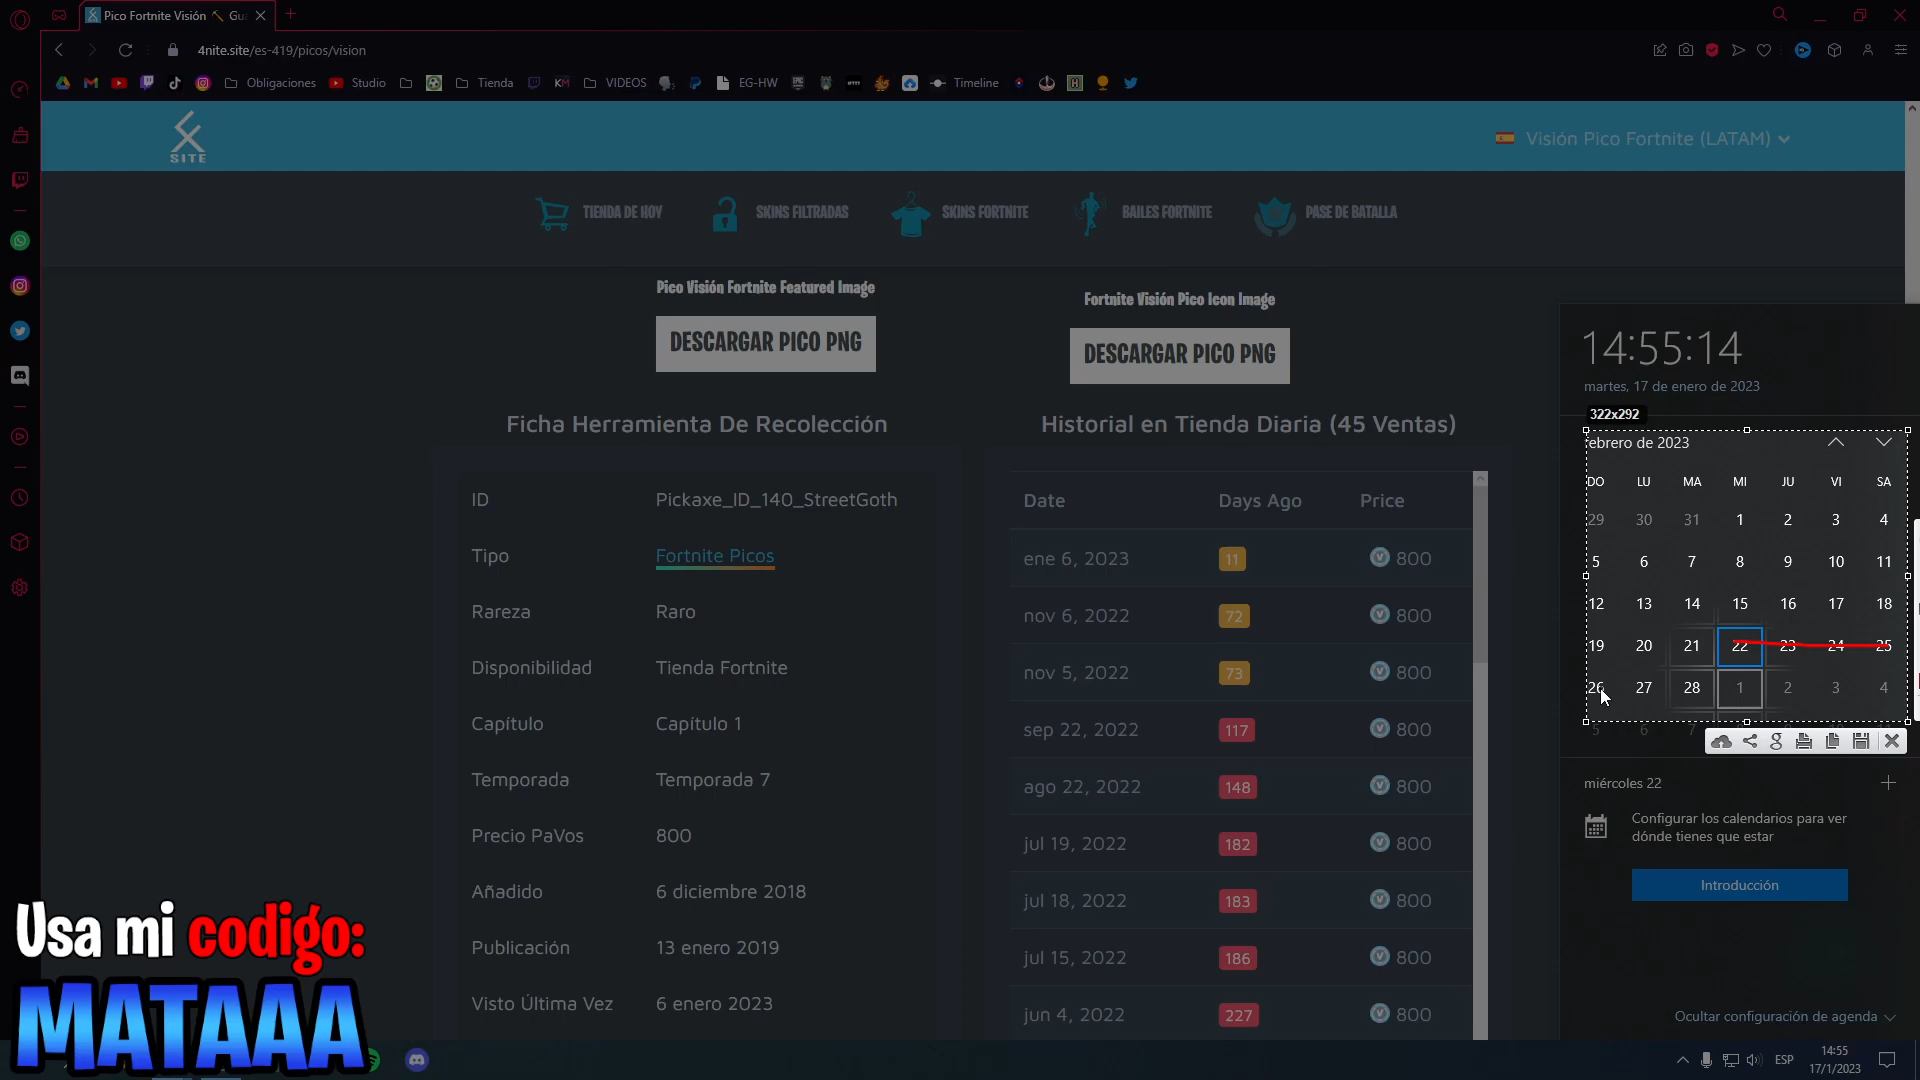 Pico Fortnite Visión ⛏ Gu
4nite.site/es-419/picos/vision
Obligaciones
Studio
Tienda
KM
VIDEOS
EG-HW
Timeline
SITE
Visión Pico Fortnite (LATAM)
TIENDA DE HOY
SKINS FILTRADAS
SKINS FORTNITE
BAILES FORTNITE
PASE DE BATALLA
Pico Visión Fortnite Featured Image
DESCARGAR PICO PNG
Fortnite Visión Pico Icon Image
DESCARGAR PICO PNG
Ficha Herramienta De Recolección
ID Pickaxe_ID_140_StreetGoth
Tipo Fortnite Picos
Rareza Raro
Disponibilidad Tienda Fortnite
Capítulo Capítulo 1
Temporada Temporada 7
Precio PaVos 800
Añadido 6 diciembre 2018
Publicación 13 enero 2019
Visto Última Vez 6 enero 2023
Historial en Tienda Diaria (45 Ventas)
Date Days Ago Price
ene 6, 2023 11 800
nov 6, 2022 72 800
nov 5, 2022 73 800
sep 22, 2022 117 800
ago 22, 2022 148 800
jul 19, 2022 182 800
jul 18, 2022 183 800
jul 15, 2022 186 800
jun 4, 2022 227 800
14:55:14
martes, 17 de enero de 2023
322x292
ebrero de 2023
DO LU MA MI JU VI SA
29 30 31 1 2 3 4
5 6 7 8 9 10 11
12 13 14 15 16 17 18
19 20 21 22 23 24 25
26 27 28 1 2 3 4
5 6 7
miércoles 22
Configurar los calendarios para ver
dónde tienes que estar
Introducción
Ocultar configuración de agenda
Usa mi codigo:
MATAAA
ESP
14:55
17/1/2023